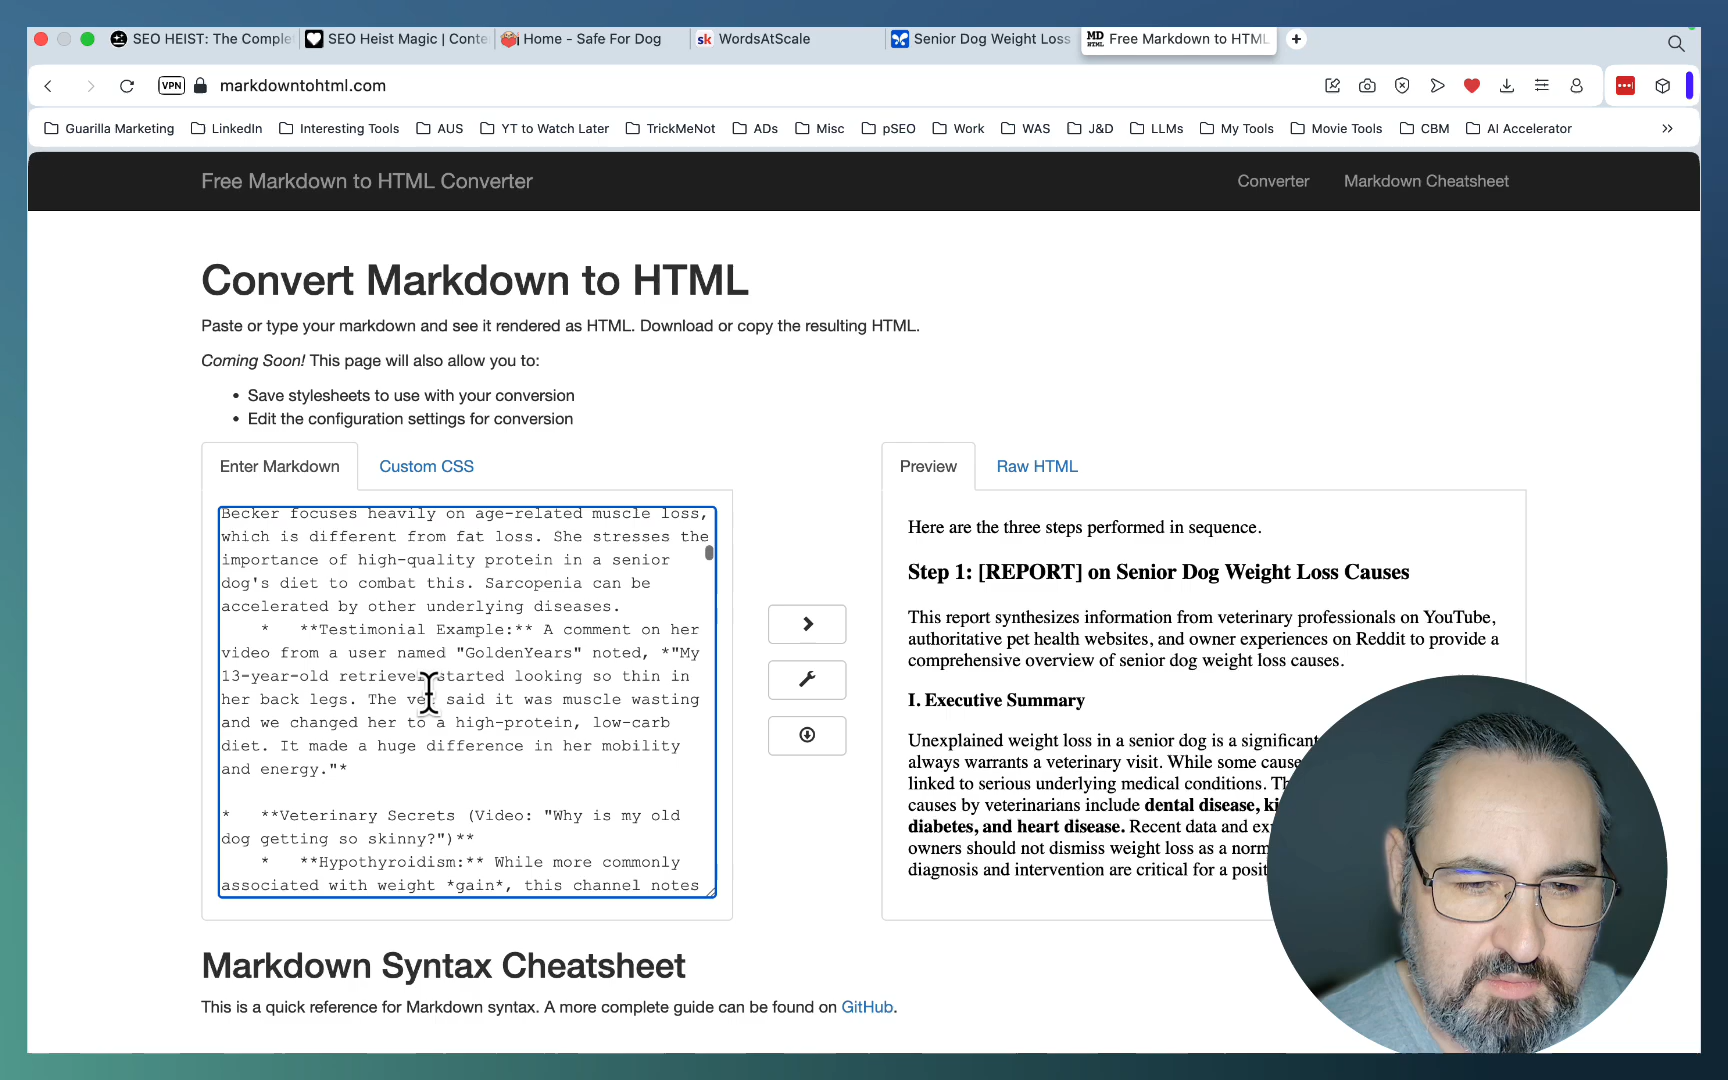 SEO HEIST: The Complet
SEO Heist Magic | Conte
Home - Safe For Dog
sk WordsAtScale
Senior Dog Weight Loss
MD HTML Free Markdown to HTML
VPN markdowntohtml.com
Guarilla Marketing LinkedIn Interesting Tools AUS YT to Watch Later TrickMeNot ADs Misc pSEO Work WAS J&D LLMs My Tools Movie Tools CBM AI Accelerator
Free Markdown to HTML Converter
Converter Markdown Cheatsheet
Convert Markdown to HTML
Paste or type your markdown and see it rendered as HTML. Download or copy the resulting HTML.
Coming Soon! This page will also allow you to:
• Save stylesheets to use with your conversion
• Edit the configuration settings for conversion
Enter Markdown Custom CSS
Becker focuses heavily on age-related muscle loss,
which is different from fat loss. She stresses the
importance of high-quality protein in a senior
dog's diet to combat this. Sarcopenia can be
accelerated by other underlying diseases.
* **Testimonial Example:** A comment on her
video from a user named "GoldenYears" noted, *"My
13-year-old retriever started looking so thin in
her back legs. The vet said it was muscle wasting
and we changed her to a high-protein, low-carb
diet. It made a huge difference in her mobility
and energy."*
* **Veterinary Secrets (Video: "Why is my old
dog getting so skinny?")**
* **Hypothyroidism:** While more commonly
associated with weight *gain*, this channel notes
Preview Raw HTML
Here are the three steps performed in sequence.
Step 1: [REPORT] on Senior Dog Weight Loss Causes
This report synthesizes information from veterinary professionals on YouTube,
authoritative pet health websites, and owner experiences on Reddit to provide a
comprehensive overview of senior dog weight loss causes.
I. Executive Summary
Unexplained weight loss in a senior dog is a significant
always warrants a veterinary visit. While some cause
linked to serious underlying medical conditions. Th
causes by veterinarians include dental disease, ki
diabetes, and heart disease. Recent data and ex
owners should not dismiss weight loss as a norm
diagnosis and intervention are critical for a posit
Markdown Syntax Cheatsheet
This is a quick reference for Markdown syntax. A more complete guide can be found on GitHub.